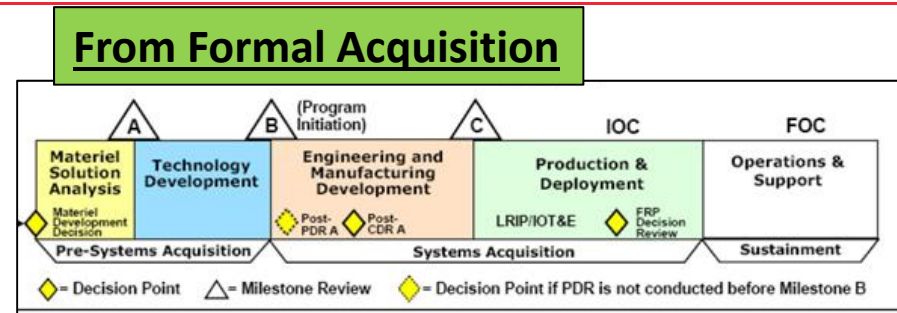 From Formal Acquisition
A
B
(Program
Initiation)
C
IOC
FOC
Materiel
Solution
Analysis
Technology
Development
Engineering and
Manufacturing
Development
Production &
Deployment
Operations &
Support
Materiel
Development
Decision
Post-
PDR A
Post-
CDR A
LRIP/IOT&E
FRP
Decision
Review
Pre-Systems Acquisition
Systems Acquisition
Sustainment
= Decision Point
= Milestone Review
= Decision Point if PDR is not conducted before Milestone B